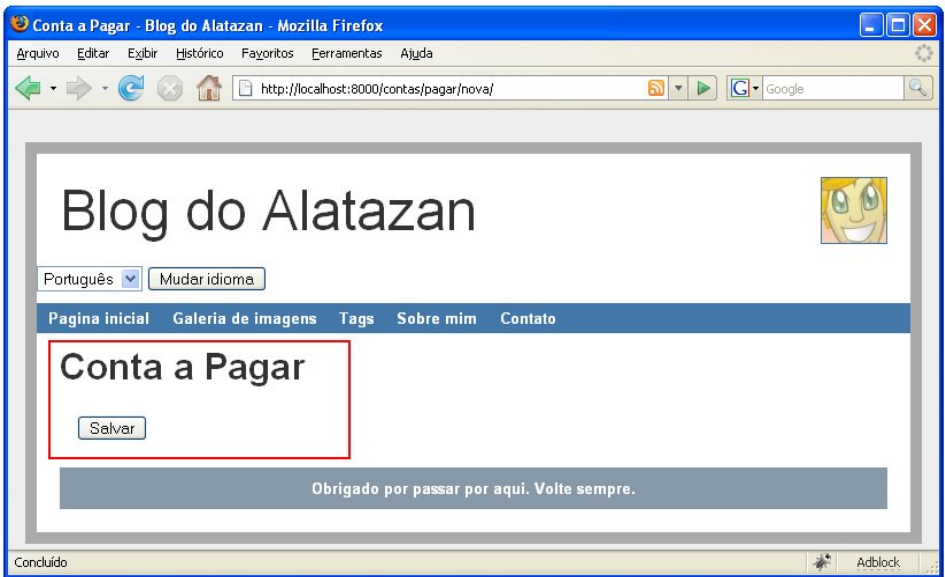 Conta a Pagar - Blog do Alatazan - Mozilla Firefox
Arquivo Editar Exibir Histórico Favoritos Ferramentas Ajuda
http://localhost:8000/contas/pagar/nova/ G Google
Blog do Alatazan
Português Mudar idioma
Pagina inicial Galeria de imagens Tags Sobre mim Contato
Conta a Pagar
Salvar
Obrigado por passar por aqui. Volte sempre.
Concluído Adblock